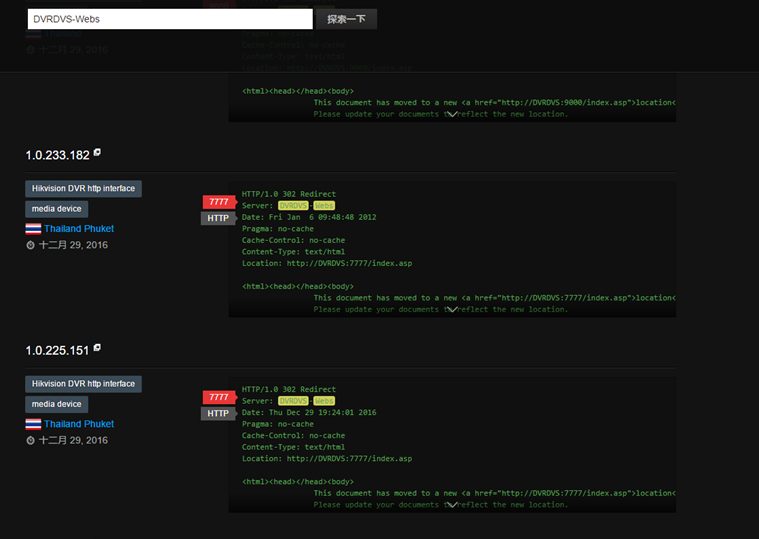 DVRDVS-Webs 探索一下
Thailand
十二月 29, 2016
Cache-Control: no-cache
Content-Type: text/html
<html><head></head><body>
This document has moved to a new <a href="http://DVRDVS:9000/index.asp">location<
Please update your documents to reflect the new location.
1.0.233.182
Hikvision DVR http interface
media device
Thailand Phuket
十二月 29, 2016
7777
HTTP
HTTP/1.0 302 Redirect
Server: DVRDVS-Webs
Date: Fri Jan  6 09:48:48 2012
Pragma: no-cache
Cache-Control: no-cache
Content-Type: text/html
Location: http://DVRDVS:7777/index.asp
<html><head></head><body>
This document has moved to a new <a href="http://DVRDVS:7777/index.asp">location<
Please update your documents to reflect the new location.
1.0.225.151
Hikvision DVR http interface
media device
Thailand Phuket
十二月 29, 2016
7777
HTTP
HTTP/1.0 302 Redirect
Server: DVRDVS-Webs
Date: Thu Dec 29 19:24:01 2016
Pragma: no-cache
Cache-Control: no-cache
Content-Type: text/html
Location: http://DVRDVS:7777/index.asp
<html><head></head><body>
This document has moved to a new <a href="http://DVRDVS:7777/index.asp">location<
Please update your documents to reflect the new location.